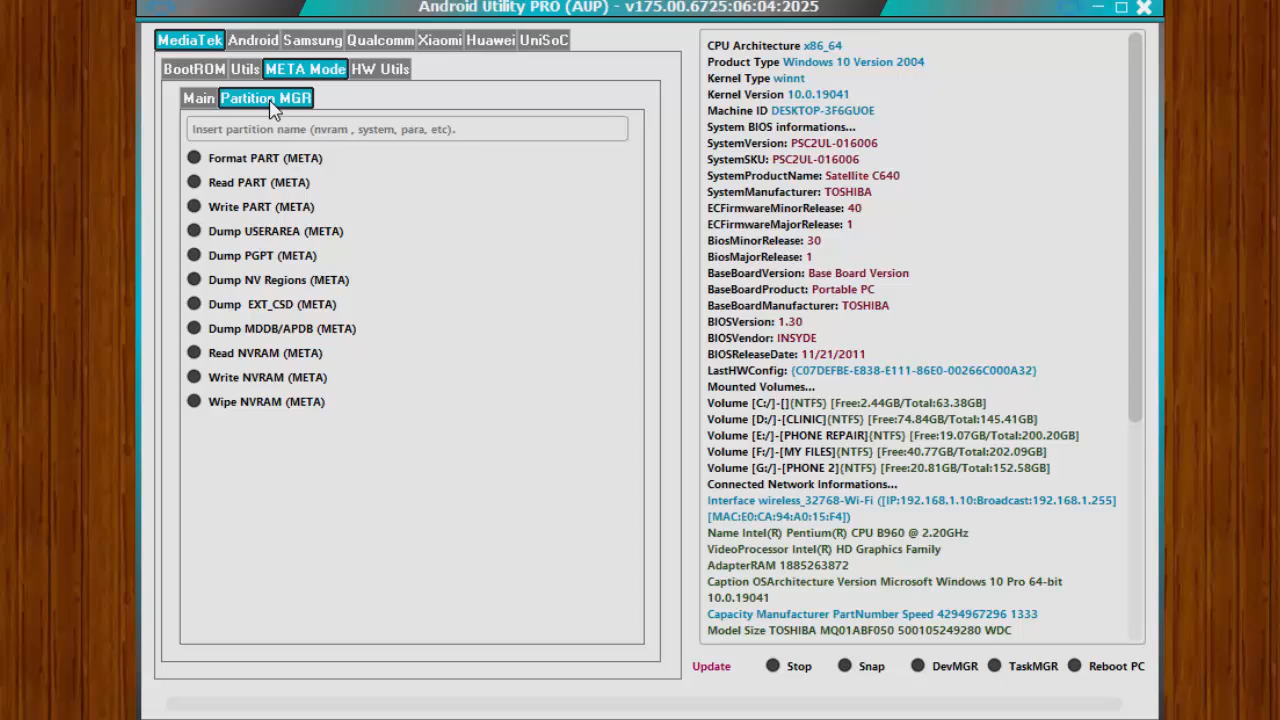 Android Utility PRO (AUP) - v175.00.6725:06:04:2025
MediaTek Android Samsung Qualcomm Xiaomi Huawei UniSoC
BootROM Utils META Mode HW Utils
Main Partition MGR
Insert partition name (nvram , system, para, etc).
Format PART (META)
Read PART (META)
Write PART (META)
Dump USERAREA (META)
Dump PGPT (META)
Dump NV Regions (META)
Dump  EXT_CSD (META)
Dump MDDB/APDB (META)
Read NVRAM (META)
Write NVRAM (META)
Wipe NVRAM (META)
CPU Architecture x86_64
Product Type Windows 10 Version 2004
Kernel Type winnt
Kernel Version 10.0.19041
Machine ID DESKTOP-3F6GUOE
System BIOS informations...
SystemVersion: PSC2UL-016006
SystemSKU: PSC2UL-016006
SystemProductName: Satellite C640
SystemManufacturer: TOSHIBA
ECFirmwareMinorRelease: 40
ECFirmwareMajorRelease: 1
BiosMinorRelease: 30
BiosMajorRelease: 1
BaseBoardVersion: Base Board Version
BaseBoardProduct: Portable PC
BaseBoardManufacturer: TOSHIBA
BIOSVersion: 1.30
BIOSVendor: INSYDE
BIOSReleaseDate: 11/21/2011
LastHWConfig: {C07DEFBE-E838-E111-86E0-00266C000A32}
Mounted Volumes...
Volume [C:/]-[]{NTFS} [Free:2.44GB/Total:63.38GB]
Volume [D:/]-[CLINIC]{NTFS} [Free:74.84GB/Total:145.41GB]
Volume [E:/]-[PHONE REPAIR]{NTFS} [Free:19.07GB/Total:200.20GB]
Volume [F:/]-[MY FILES]{NTFS} [Free:40.77GB/Total:202.09GB]
Volume [G:/]-[PHONE 2]{NTFS} [Free:20.81GB/Total:152.58GB]
Connected Network Informations...
Interface wireless_32768-Wi-Fi ([IP:192.168.1.10:Broadcast:192.168.1.255]
[MAC:E0:CA:94:A0:15:F4])
Name Intel(R) Pentium(R) CPU B960 @ 2.20GHz
VideoProcessor Intel(R) HD Graphics Family
AdapterRAM 1885263872
Caption OSArchitecture Version Microsoft Windows 10 Pro 64-bit
10.0.19041
Capacity Manufacturer PartNumber Speed 4294967296 1333
Model Size TOSHIBA MQ01ABF050 500105249280 WDC
Update Stop Snap DevMGR TaskMGR Reboot PC